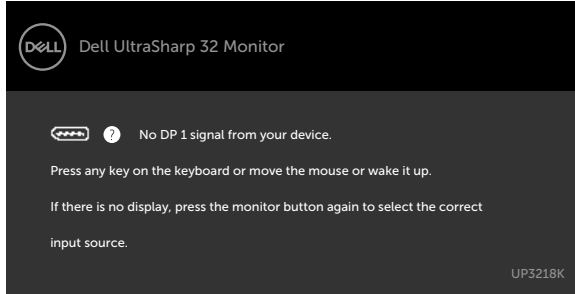 DELL
Dell UltraSharp 32 Monitor
? No DP 1 signal from your device.
Press any key on the keyboard or move the mouse or wake it up.
If there is no display, press the monitor button again to select the correct
input source.
UP3218K